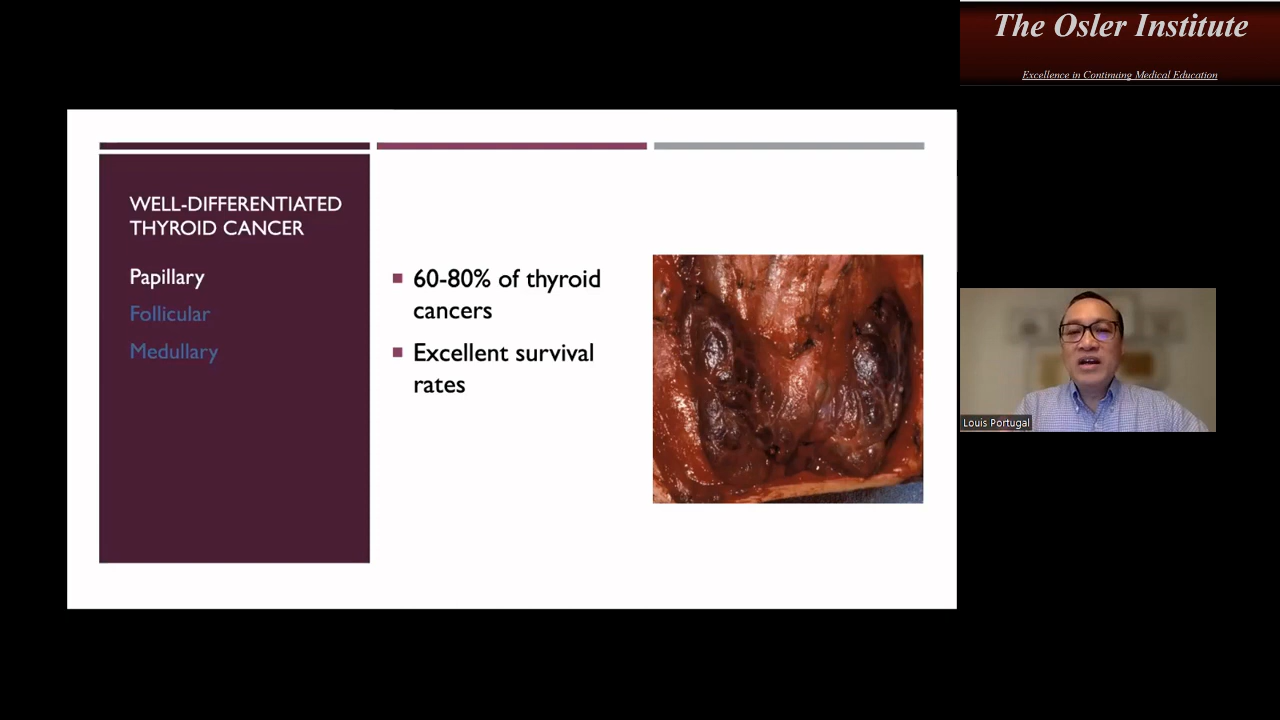 The Osler Institute
Excellence in Continuing Medical Education
WELL-DIFFERENTIATED
THYROID CANCER
Papillary
Follicular
Medullary
60-80% of thyroid
cancers
Excellent survival
rates
Louis Portugal